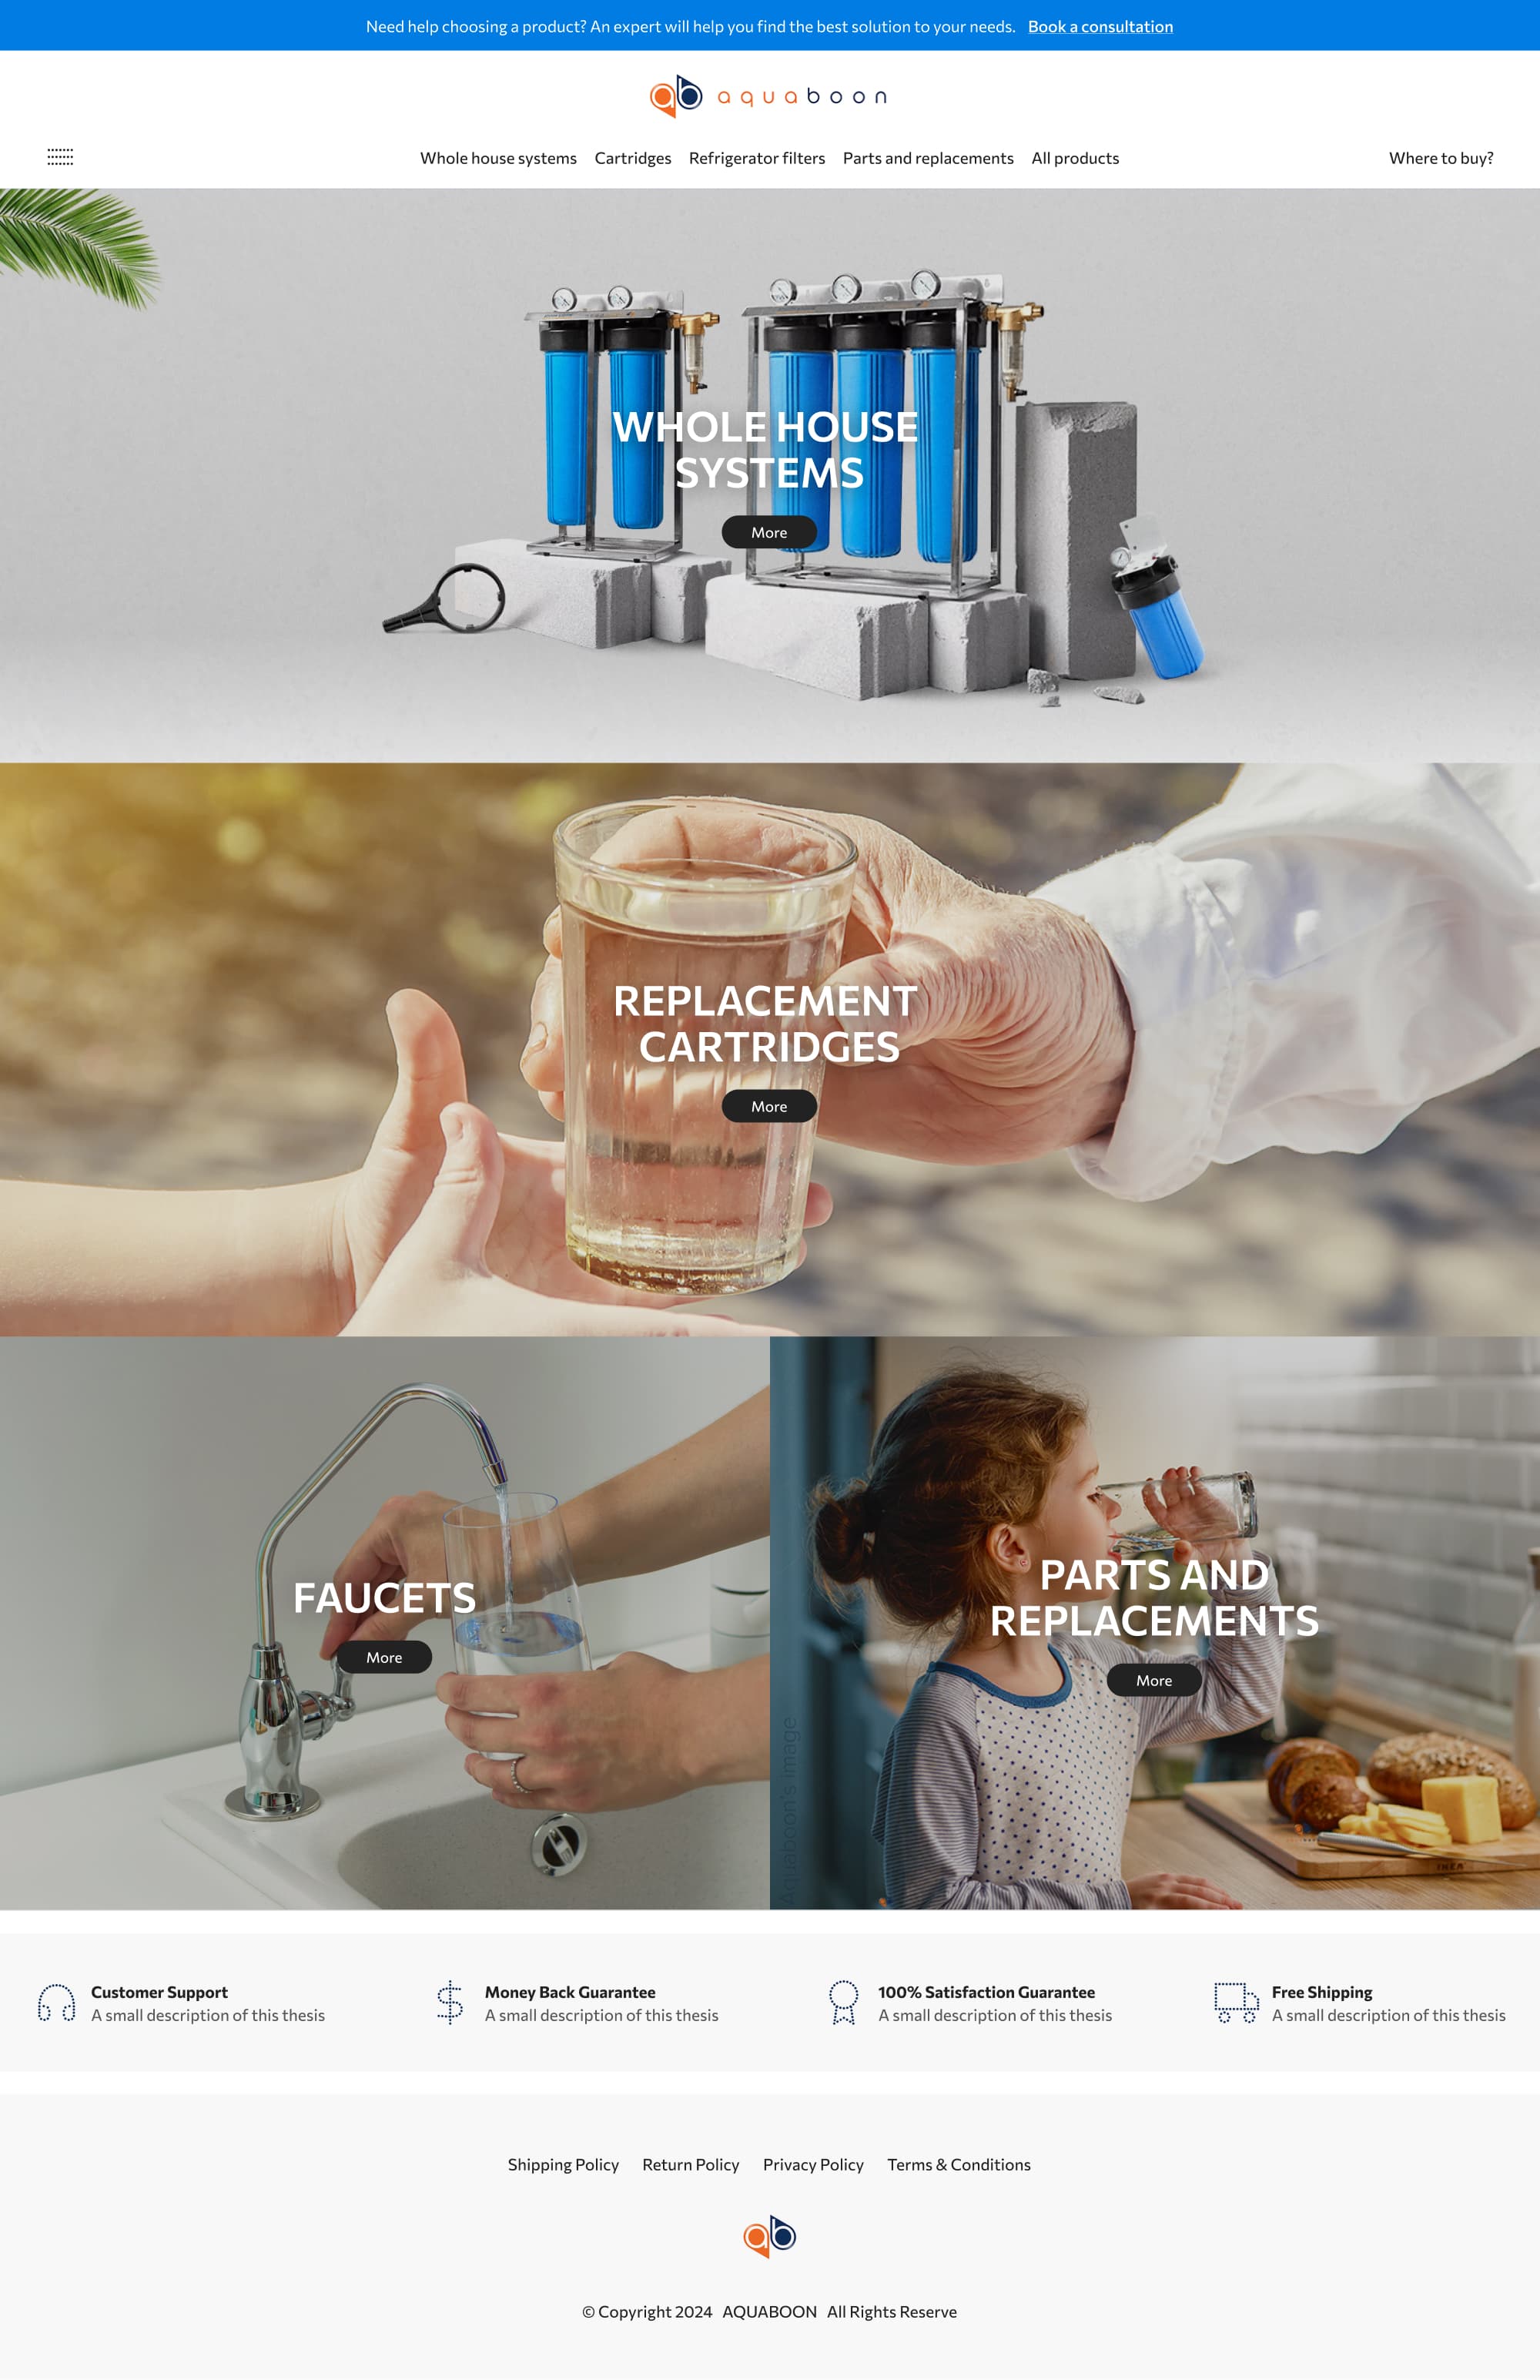 Need help choosing a product? An expert will help you find the best solution to your needs. Book a consultation
aquaboon
Whole house systems Cartridges Refrigerator filters Parts and replacements All products
Where to buy?
WHOLE HOUSE
SYSTEMS
More
REPLACEMENT
CARTRIDGES
More
FAUCETS
More
PARTS AND
REPLACEMENTS
More
Aquaboon's image
IKEA
Customer Support
A small description of this thesis
Money Back Guarantee
A small description of this thesis
100% Satisfaction Guarantee
A small description of this thesis
Free Shipping
A small description of this thesis
Shipping Policy Return Policy Privacy Policy Terms & Conditions
© Copyright 2024 AQUABOON All Rights Reserve